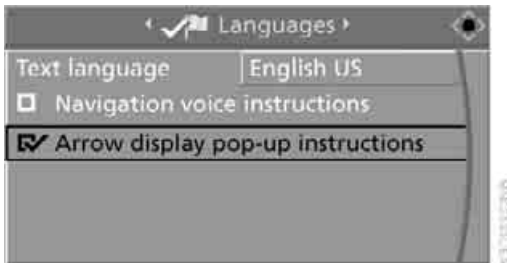 Languages
Text language English US
Navigation voice instructions
Arrow display pop-up instructions